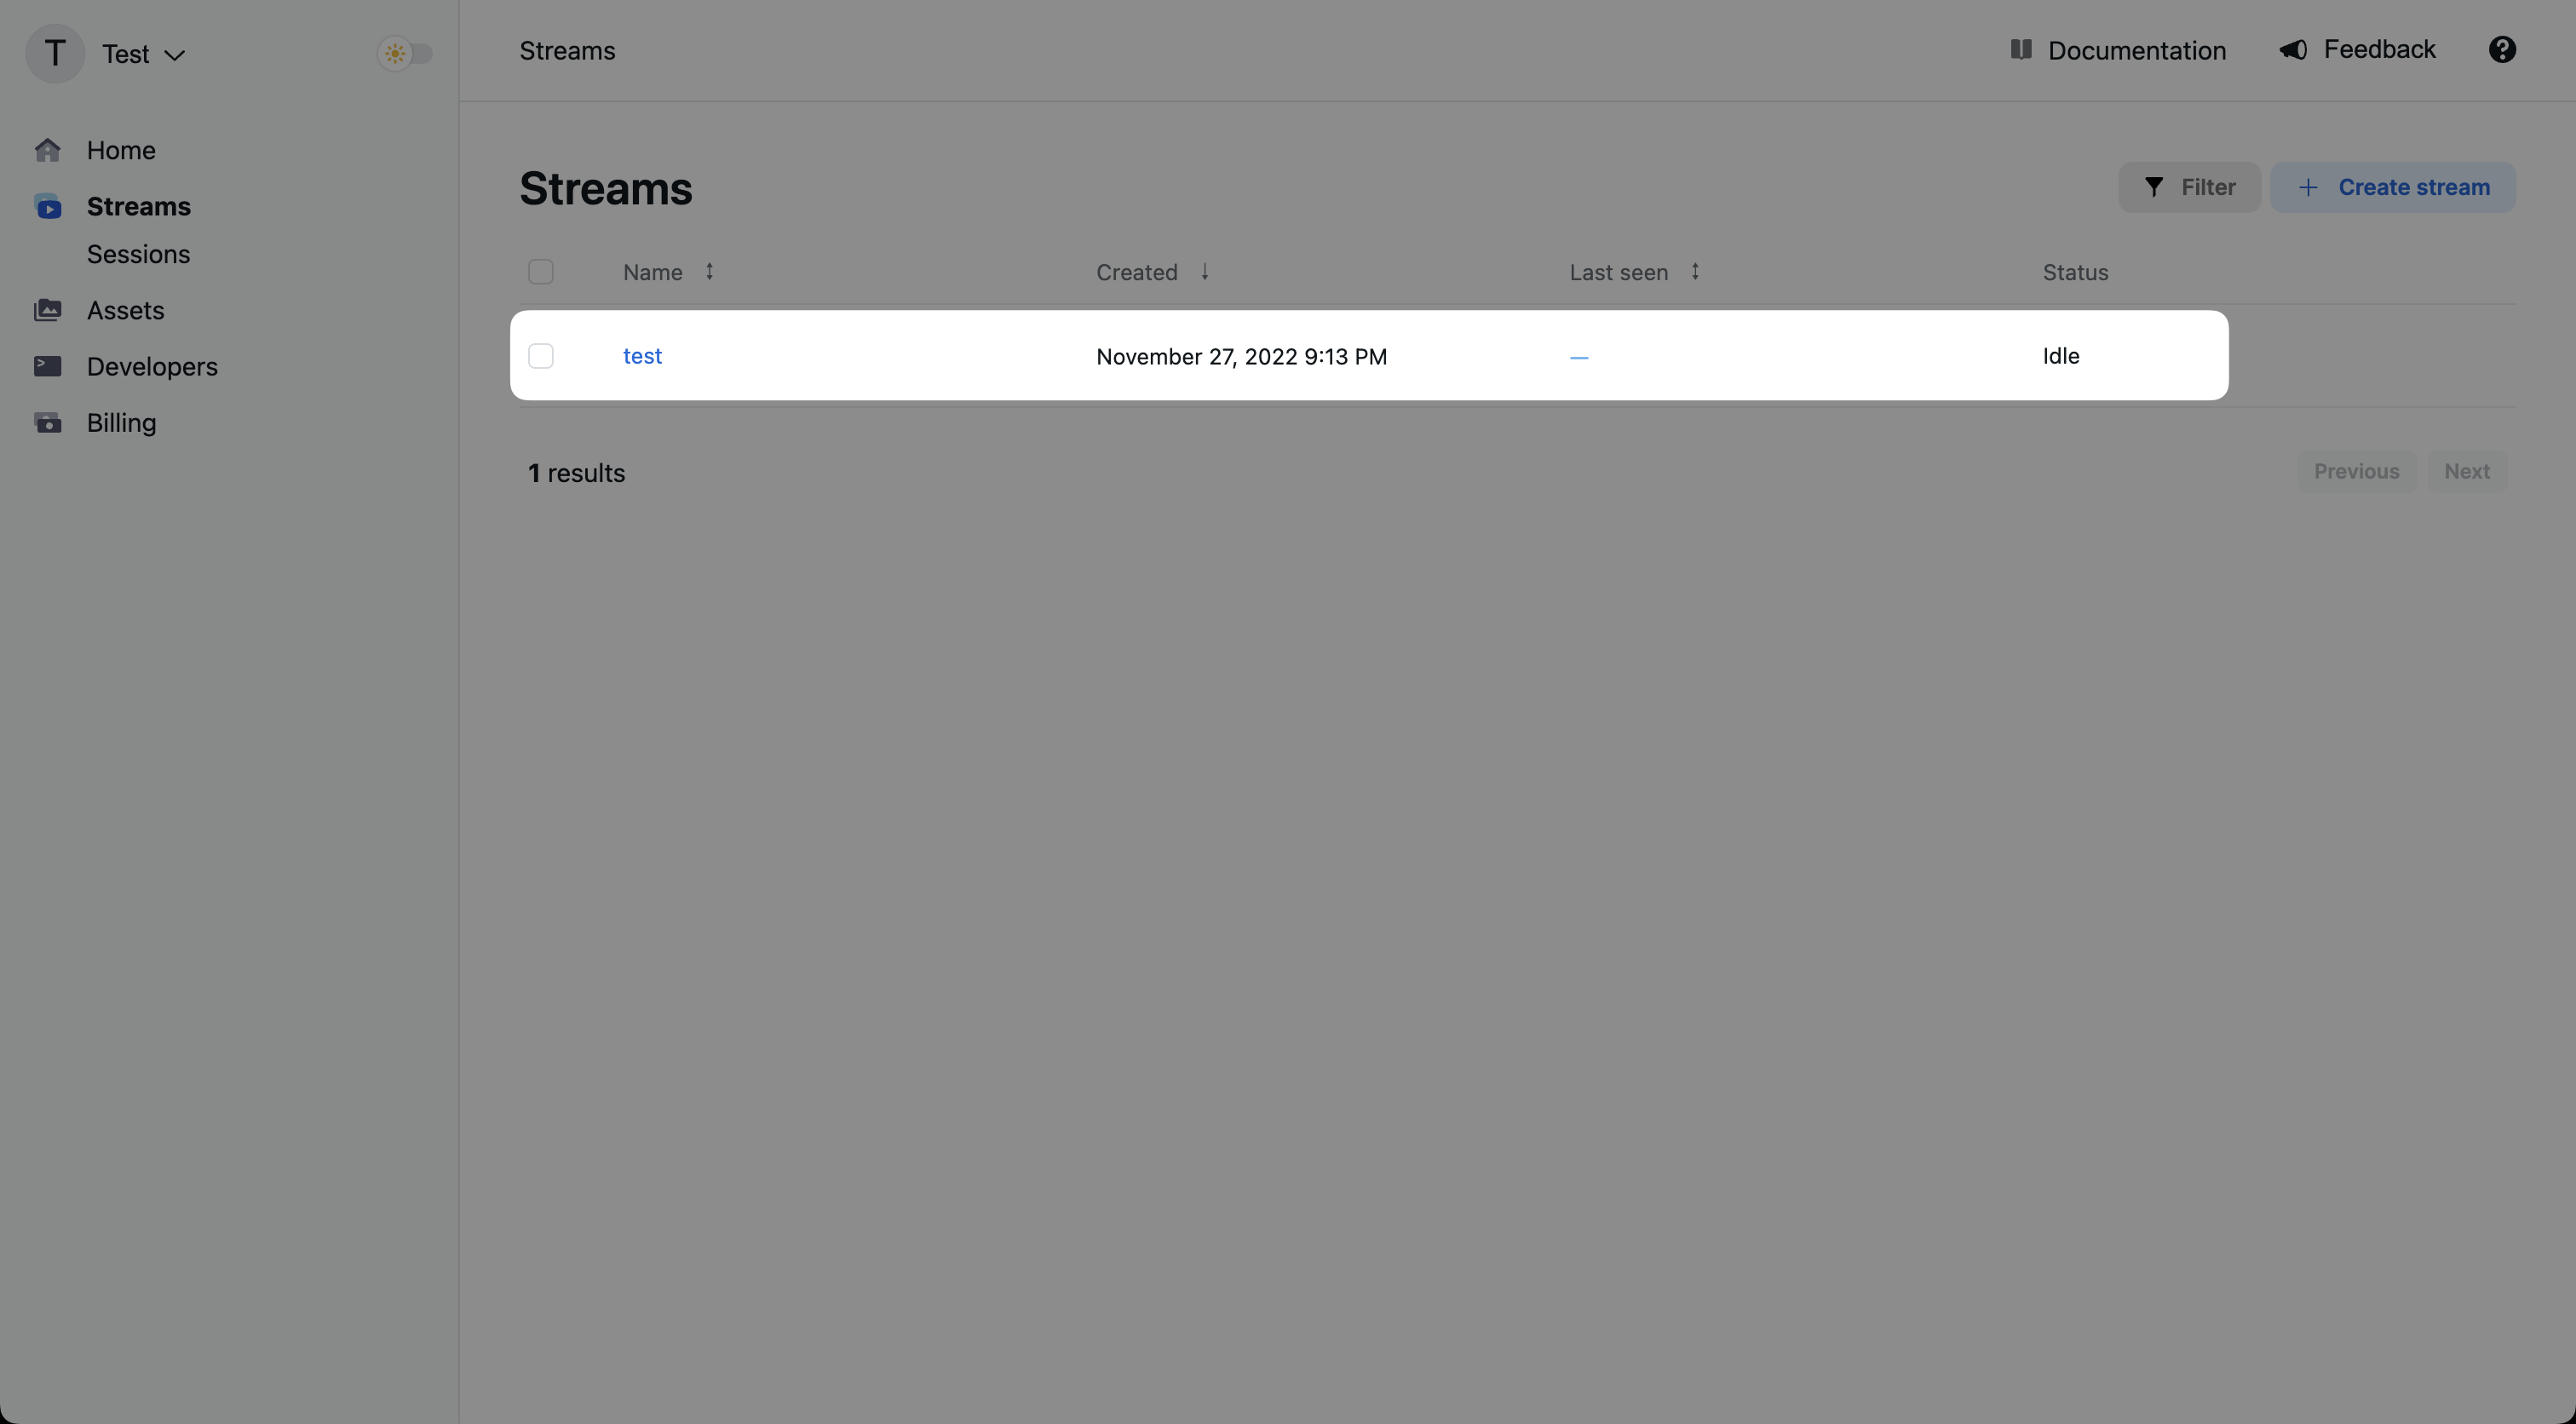 T Test
Streams
Documentation
Feedback
Home
Streams
Sessions
Assets
Developers
Billing
Streams
Filter
Create stream
Name Created Last seen Status
test November 27, 2022 9:13 PM — Idle
1 results
Previous Next